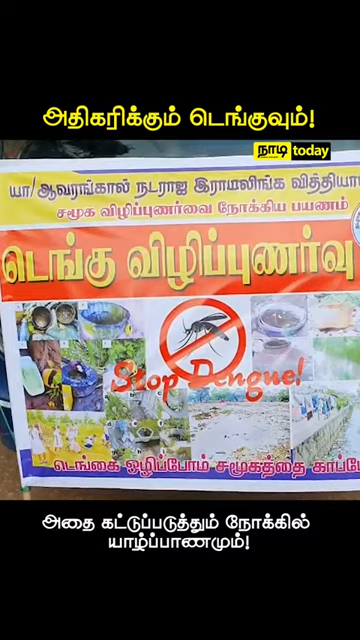 அதிகரிக்கும் டெங்குவும்!
நாடி today
யா/ஆவரங்கால் நடராஜ இராமலிங்க வித்தியா
சமூக விழிப்புணர்வை நோக்கிய பயணம்
டெங்கு விழிப்புணர்வு
Stop Dengue!
டெங்கை ஒழிப்போம் சமூகத்தை காப்போ
அதை கட்டுப்படுத்தும் நோக்கில்
யாழ்ப்பாணமும்!